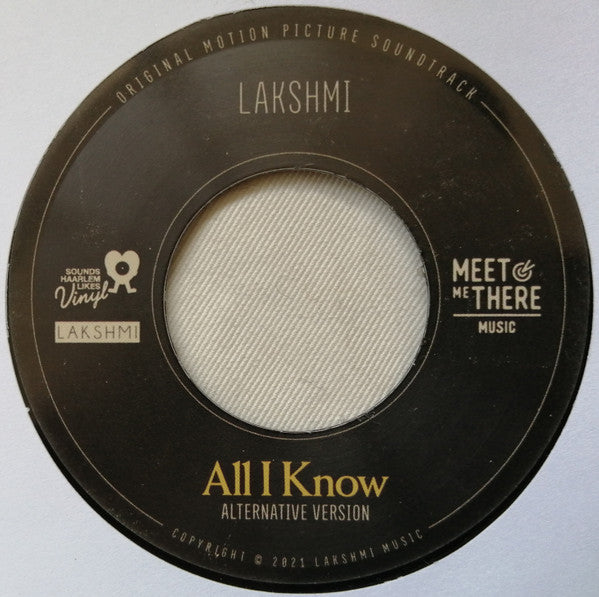 ORIGINAL MOTION PICTURE SOUNDTRACK
LAKSHMI
SOUNDS
HAARLEM
LIKES
Vinyl
LAKSHMI
MEET
ME THERE
MUSIC
All I Know
ALTERNATIVE VERSION
COPYRIGHT © 2021 LAKSHMI MUSIC